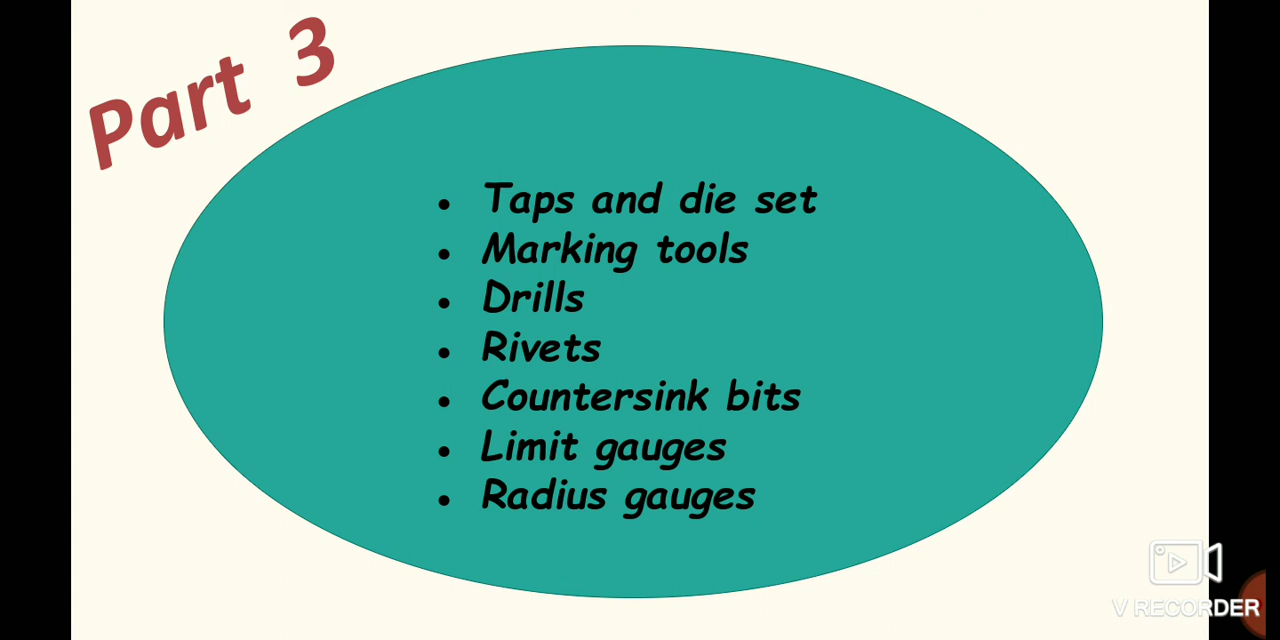 Part 3
• Taps and die set
• Marking tools
• Drills
• Rivets
• Countersink bits
• Limit gauges
• Radius gauges
V RECORDER